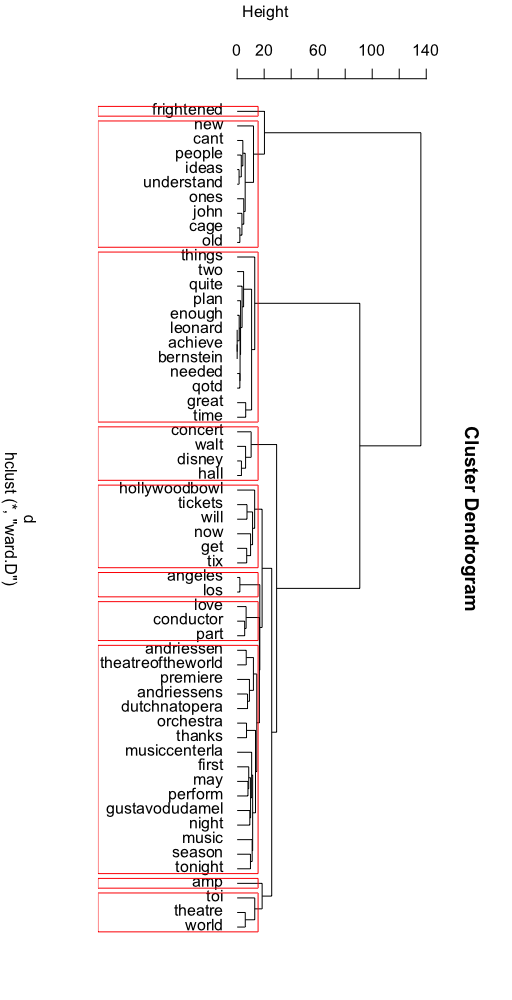 Height
0 20 60 100 140
frightened
new
cant
people
ideas
understand
ones
john
cage
old
things
two
quite
plan
enough
leonard
achieve
bernstein
needed
qotd
great
time
concert
walt
disney
hall
hollywoodbowl
tickets
will
now
get
tix
angeles
los
love
conductor
part
andriessen
theatreoftheworld
premiere
andriessens
dutchnatopera
orchestra
thanks
musiccenterla
first
may
perform
gustavodudamel
night
music
season
tonight
amp
toi
theatre
world
Cluster Dendrogram
d
hclust (*, "ward.D")